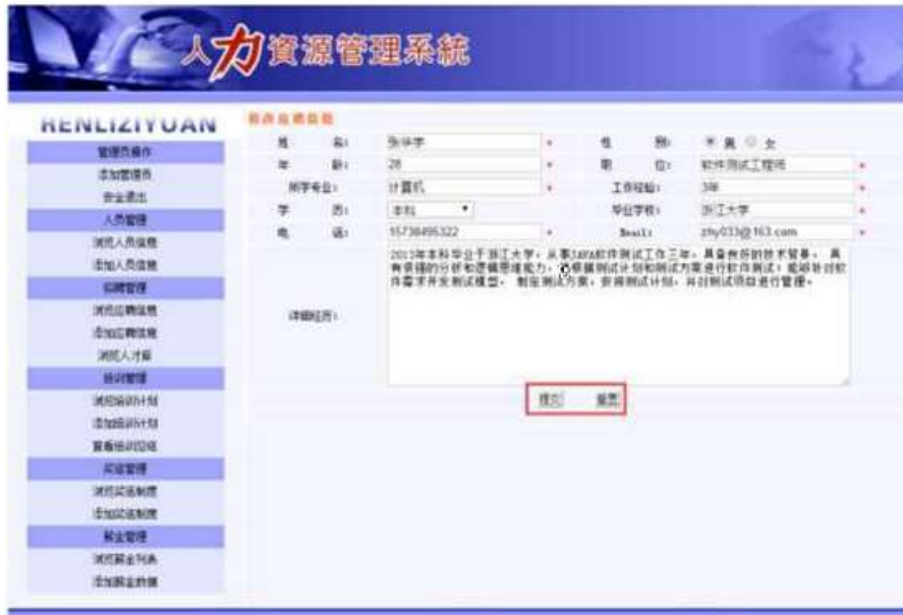 人力資源管理系統
RENLIZIYUAN
修改应聘信息
管理员操作
添加管理员
安全退出
人员管理
浏览人员信息
添加人员信息
招聘管理
浏览应聘信息
添加应聘信息
浏览人才库
培训管理
浏览培训计划
添加培训计划
查看培训总结
奖惩管理
浏览奖惩制度
添加奖惩制度
薪金管理
浏览薪金列表
添加薪金数据
姓 名: 张华宇 * 性 别: 男 女
年 龄: 28 * 职 位: 软件测试工程师 *
所学专业: 计算机 * 工作经验: 3年 *
学 历: 本科 毕业学校: 浙江大学 *
电 话: 15738495322 * Email: zhy033@163.com *
详细经历:
2013年本科毕业于浙江大学，从事JAVA软件测试工作三年，具备良好的技术背景， 具
有很强的分析和逻辑思维能力，根据测试计划和测试方案进行软件测试；能够针对软
件需求开发测试模型， 制定测试方案，安排测试计划，并对测试项目进行管理。
提交 重置